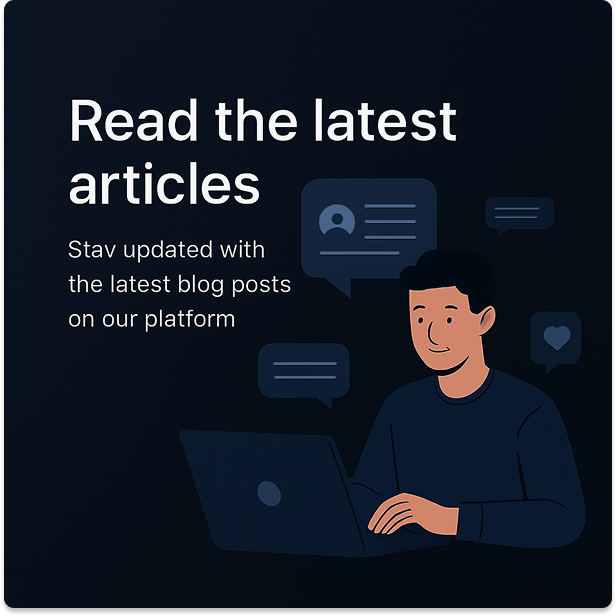 Read the latest
articles
Stav updated with
the latest blog posts
on our platform